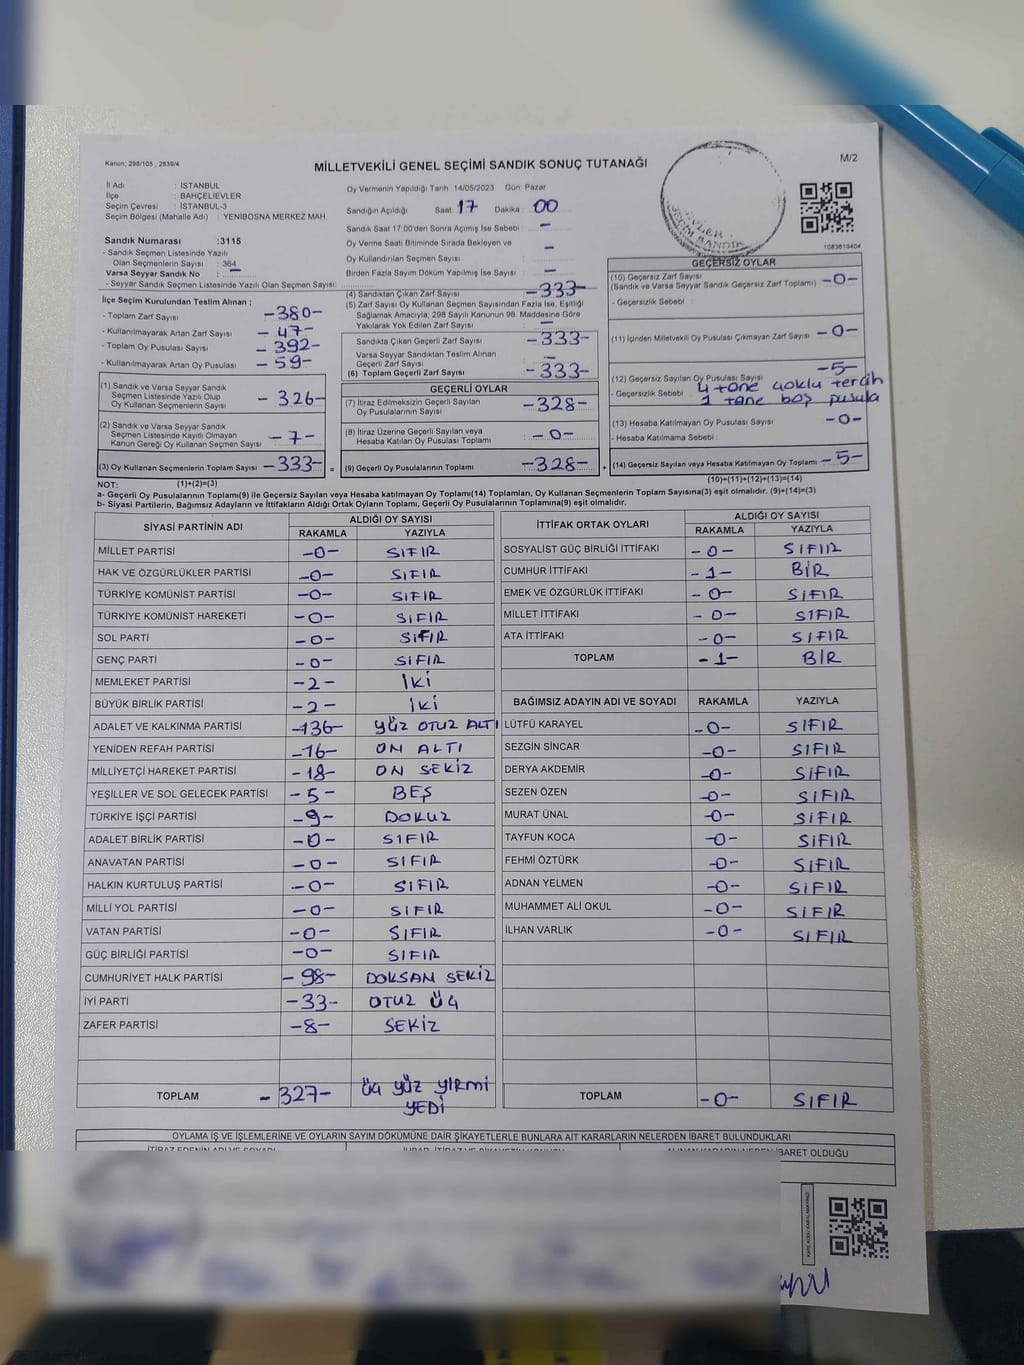 Kanun; 298/105 , 2839/4
MİLLETVEKİLİ GENEL SEÇİMİ SANDIK SONUÇ TUTANAĞI
M/2
İl Adı : İSTANBUL
İlçe : BAHÇELİEVLER
Seçim Çevresi : İSTANBUL-3
Seçim Bölgesi (Mahalle Adı) : YENİBOSNA MERKEZ MAH.
Sandık Numarası :3115
- Sandık Seçmen Listesinde Yazılı
Olan Seçmenlerin Sayısı : 364
Varsa Seyyar Sandık No : –
- Seyyar Sandık Seçmen Listesinde Yazılı Olan Seçmen Sayısı:
Oy Vermenin Yapıldığı Tarih :14/05/2023 Gün: Pazar
Sandığın Açıldığı Saat: 17 Dakika : 00
Sandık Saat 17:00'den Sonra Açımış İse Sebebi : –
Oy Verme Saati Bitiminde Sırada Bekleyen ve
Oy Kullandırılan Seçmen Sayısı : –
Birden Fazla Sayım Döküm Yapılmış İse Sayısı : –
SEÇİM SANDIK
1083619404
İlçe Seçim Kurulundan Teslim Alınan ;
- Toplam Zarf Sayısı : -380-
- Kullanılmayarak Artan Zarf Sayısı : -47-
- Toplam Oy Pusulası Sayısı : -392-
- Kullanılmayarak Artan Oy Pusulası : -59-
(1) Sandık ve Varsa Seyyar Sandık
Seçmen Listesinde Yazılı Olup
Oy Kullanan Seçmenlerin Sayısı : -326-
(2) Sandık ve Varsa Seyyar Sandık
Seçmen Listesinde Kayıtlı Olmayan
Kanun Gereği Oy Kullanan Seçmen Sayısı : -7-
(3) Oy Kullanan Seçmenlerin Toplam Sayısı -333- =
(1)+(2)=(3)
(4) Sandıktan Çıkan Zarf Sayısı -333-
(5) Zarf Sayısı Oy Kullanan Seçmen Sayısından Fazla İse, Eşitliği
Sağlamak Amacıyla; 298 Sayılı Kanunun 98. Maddesine Göre
Yakılarak Yok Edilen Zarf Sayısı : –
Sandıkta Çıkan Geçerli Zarf Sayısı : -333-
Varsa Seyyar Sandıktan Teslim Alınan
Geçerli Zarf Sayısı : –
(6) Toplam Geçerli Zarf Sayısı : -333-
GEÇERLİ OYLAR
(7) İtiraz Edilmeksizin Geçerli Sayılan
Oy Pusulalarının Sayısı : -328-
(8) İtiraz Üzerine Geçerli Sayılan veya
Hesaba Katılan Oy Pusulası Toplamı : -0-
(9) Geçerli Oy Pusulalarının Toplamı : -328- +
GEÇERSİZ OYLAR
(10) Geçersiz Zarf Sayısı
(Sandık ve Varsa Seyyar Sandık Geçersiz Zarf Toplamı) : -0-
- Geçersizlik Sebebi :
(11) İçinden Milletvekili Oy Pusulası Çıkmayan Zarf Sayısı : -0-
(12) Geçersiz Sayılan Oy Pusulası Sayısı : -5-
- Geçersizlik Sebebi : 4 tane çoklu tercih
1 tane boş pusula
(13) Hesaba Katılmayan Oy Pusulası Sayısı : -0-
- Hesaba Katılmama Sebebi :
(14) Geçersiz Sayılan veya Hesaba Katılmayan Oy Toplamı : -5-
(10)+(11)+(12)+(13)=(14)
NOT:
a- Geçerli Oy Pusulalarının Toplamı(9) ile Geçersiz Sayılan veya Hesaba katılmayan Oy Toplamı(14) Toplamları, Oy Kullanan Seçmenlerin Toplam Sayısına(3) eşit olmalıdır. (9)+(14)=(3)
b- Siyasi Partilerin, Bağımsız Adayların ve İttifakların Aldığı Ortak Oyların Toplamı, Geçerli Oy Pusulalarının Toplamına(9) eşit olmalıdır.
SİYASİ PARTİNİN ADI ALDIĞI OY SAYISI
RAKAMLA YAZIYLA
MİLLET PARTİSİ -0- SIFIR
HAK VE ÖZGÜRLÜKLER PARTİSİ -0- SIFIR
TÜRKİYE KOMÜNİST PARTİSİ -0- SIFIR
TÜRKİYE KOMÜNİST HAREKETİ -0- SIFIR
SOL PARTİ -0- SIFIR
GENÇ PARTİ -0- SIFIR
MEMLEKET PARTİSİ -2- İKİ
BÜYÜK BİRLİK PARTİSİ -2- İKİ
ADALET VE KALKINMA PARTİSİ -136- YÜZ OTUZ ALTI
YENİDEN REFAH PARTİSİ -16- ON ALTI
MİLLİYETÇİ HAREKET PARTİSİ -18- ON SEKİZ
YEŞİLLER VE SOL GELECEK PARTİSİ -5- BEŞ
TÜRKİYE İŞÇİ PARTİSİ -9- DOKUZ
ADALET BİRLİK PARTİSİ -0- SIFIR
ANAVATAN PARTİSİ -0- SIFIR
HALKIN KURTULUŞ PARTİSİ -0- SIFIR
MİLLİ YOL PARTİSİ -0- SIFIR
VATAN PARTİSİ -0- SIFIR
GÜÇ BİRLİĞİ PARTİSİ -0- SIFIR
CUMHURİYET HALK PARTİSİ -98- DOKSAN SEKİZ
İYİ PARTİ -33- OTUZ ÜÇ
ZAFER PARTİSİ -8- SEKİZ
TOPLAM -327- ÜÇ YÜZ YİRMİ
YEDİ
İTTİFAK ORTAK OYLARI ALDIĞI OY SAYISI
RAKAMLA YAZIYLA
SOSYALİST GÜÇ BİRLİĞİ İTTİFAKI -0- SIFIR
CUMHUR İTTİFAKI -1- BİR
EMEK VE ÖZGÜRLÜK İTTİFAKI -0- SIFIR
MİLLET İTTİFAKI -0- SIFIR
ATA İTTİFAKI -0- SIFIR
TOPLAM -1- BİR
BAĞIMSIZ ADAYIN ADI VE SOYADI RAKAMLA YAZIYLA
LÜTFÜ KARAYEL -0- SIFIR
SEZGİN SİNCAR -0- SIFIR
DERYA AKDEMİR -0- SIFIR
SEZEN ÖZEN -0- SIFIR
MURAT ÜNAL -0- SIFIR
TAYFUN KOCA -0- SIFIR
FEHMİ ÖZTÜRK -0- SIFIR
ADNAN YELMEN -0- SIFIR
MUHAMMET ALİ OKUL -0- SIFIR
İLHAN VARLIK -0- SIFIR
TOPLAM -0- SIFIR
OYLAMA İŞ VE İŞLEMLERİNE VE OYLARIN SAYIM DÖKÜMÜNE DAİR ŞİKAYETLERLE BUNLARA AİT KARARLARIN NELERDEN İBARET BULUNDUKLARI
İTİRAZ EDENİN ADI VE SOYADI
İBARET OLDUĞU
KARE KODU KARALAMAYINIZ